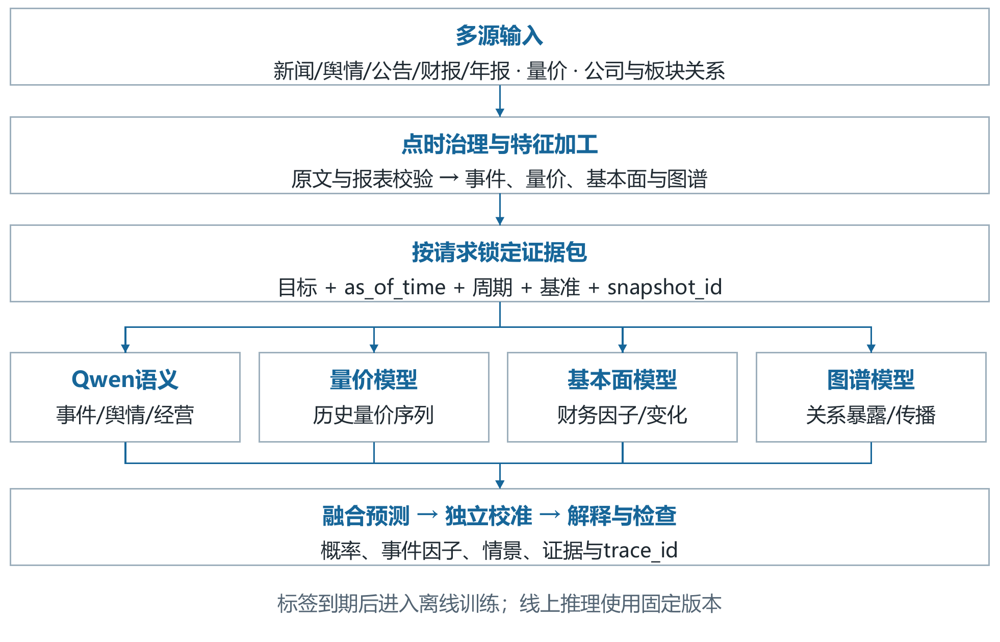 多源输入
新闻/舆情/公告/财报/年报 · 量价 · 公司与板块关系
点时治理与特征加工
原文与报表校验 → 事件、量价、基本面与图谱
按请求锁定证据包
目标 + as_of_time + 周期 + 基准 + snapshot_id
Qwen语义
事件/舆情/经营
量价模型
历史量价序列
基本面模型
财务因子/变化
图谱模型
关系暴露/传播
融合预测 → 独立校准 → 解释与检查
概率、事件因子、情景、证据与trace_id
标签到期后进入离线训练；线上推理使用固定版本